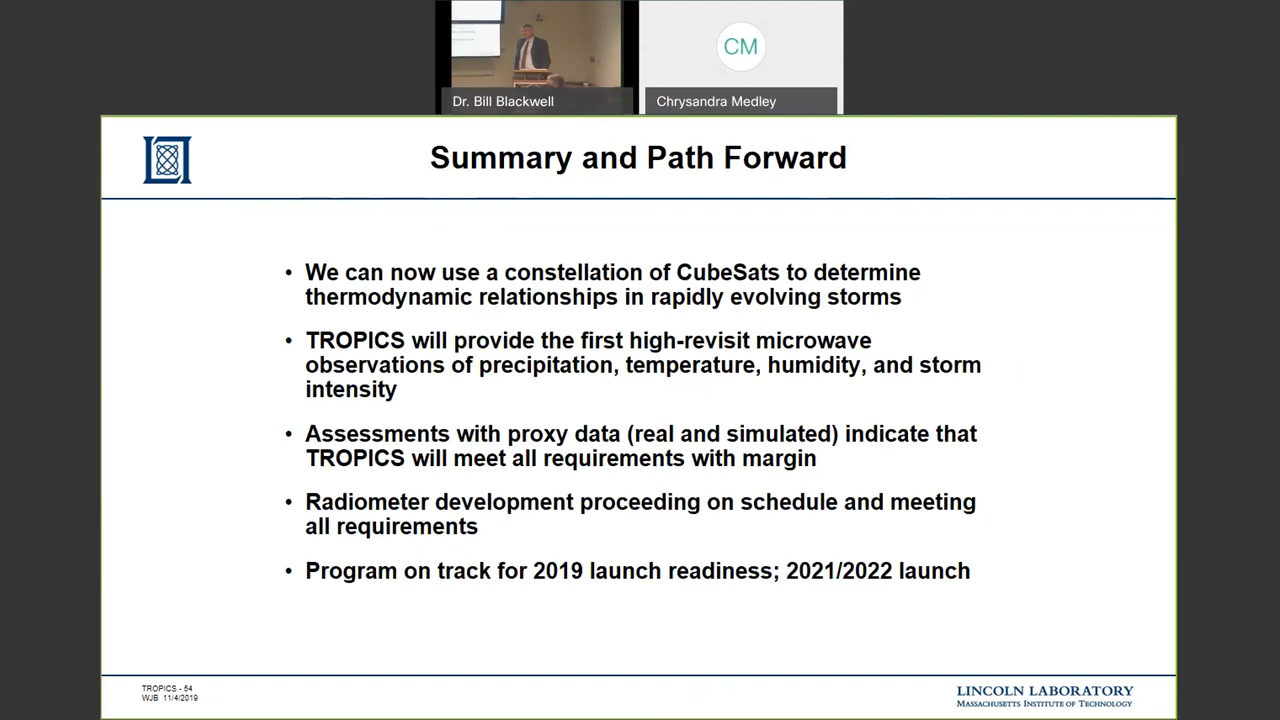 CM
Dr. Bill Blackwell
Chrysandra Medley
Summary and Path Forward
• We can now use a constellation of CubeSats to determine
thermodynamic relationships in rapidly evolving storms
• TROPICS will provide the first high-revisit microwave
observations of precipitation, temperature, humidity, and storm
intensity
• Assessments with proxy data (real and simulated) indicate that
TROPICS will meet all requirements with margin
• Radiometer development proceeding on schedule and meeting
all requirements
• Program on track for 2019 launch readiness; 2021/2022 launch
TROPICS - 54
WJB 11/4/2019
LINCOLN LABORATORY
MASSACHUSETTS INSTITUTE OF TECHNOLOGY